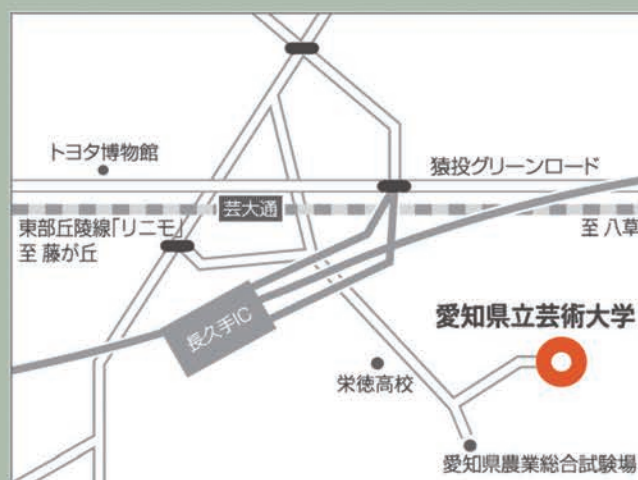 トヨタ博物館
猿投グリーンロード
芸大通
東部丘陵線「リニモ」
至 藤が丘
至 八草
長久手IC
愛知県立芸術大学
栄徳高校
愛知県農業総合試験場